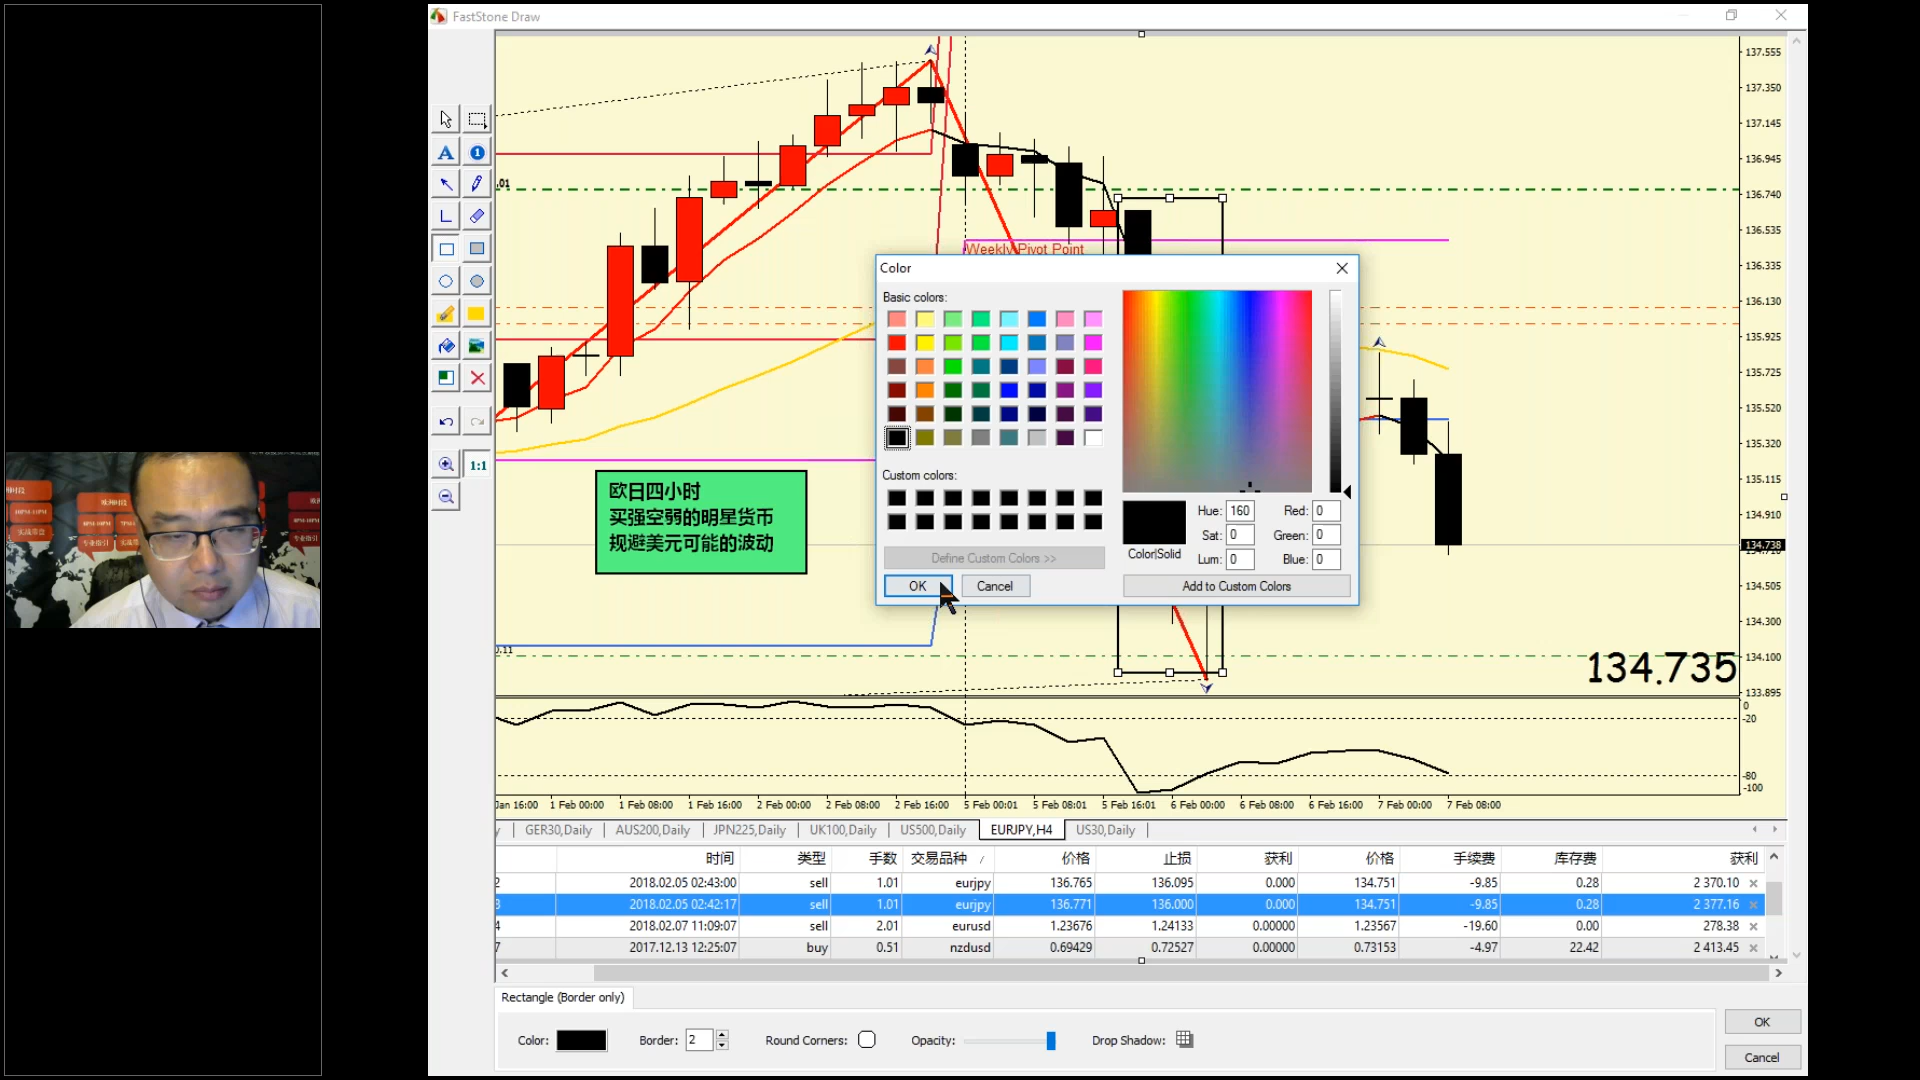 FastStone Draw
137.555
137.350
137.145
136.945
136.740
136.535
136.335
136.130
135.925
135.725
135.520
135.320
135.115
134.910
134.738
134.505
134.300
134.100
133.895
.01
Weekly Pivot Point
Color
Basic colors:
Custom colors:
Define Custom Colors >>
OK
Cancel
Color|Solid
Hue: 160
Sat: 0
Lum: 0
Red: 0
Green: 0
Blue: 0
Add to Custom Colors
A
1
1:1
欧日四小时
买强空弱的明星货币
规避美元可能的波动
134.735
0
-20
-80
-100
Jan 16:00 1 Feb 00:00 1 Feb 08:00 1 Feb 16:00 2 Feb 00:00 2 Feb 08:00 2 Feb 16:00 5 Feb 00:01 5 Feb 08:01 5 Feb 16:01 6 Feb 00:00 6 Feb 08:00 6 Feb 16:00 7 Feb 00:00 7 Feb 08:00
GER30,Daily AUS200,Daily JPN225,Daily UK100,Daily US500,Daily EURJPY,H4 US30,Daily
时间 类型 手数 交易品种 / 价格 止损 获利 价格 手续费 库存费 获利
2 2018.02.05 02:43:00 sell 1.01 eurjpy 136.765 136.095 0.000 134.751 -9.85 0.28 2 370.10
3 2018.02.05 02:42:17 sell 1.01 eurjpy 136.771 136.000 0.000 134.751 -9.85 0.28 2 377.16
4 2018.02.07 11:09:07 sell 2.01 eurusd 1.23676 1.24133 0.00000 1.23567 -19.60 0.00 278.38
7 2017.12.13 12:25:07 buy 0.51 nzdusd 0.69429 0.72527 0.00000 0.73153 -4.97 22.42 2 413.45
Rectangle (Border only)
Color: Border: 2 Round Corners: Opacity: Drop Shadow:
OK
Cancel